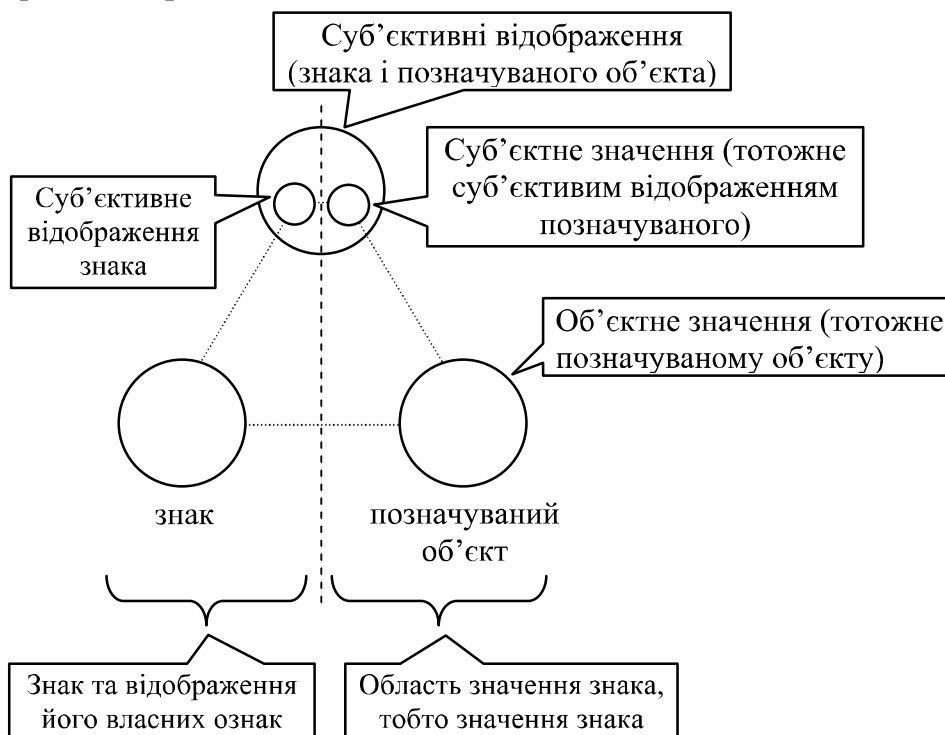 Суб’єктивні відображення
(знака і позначуваного об’єкта)
Суб’єктне значення (тотожне
суб’єктивим відображенням
позначуваного)
Суб’єктивне
відображення
знака
Об’єктне значення (тотожне
позначуваному об’єкту)
знак
позначуваний
об’єкт
Знак та відображення
його власних ознак
Область значення знака,
тобто значення знака